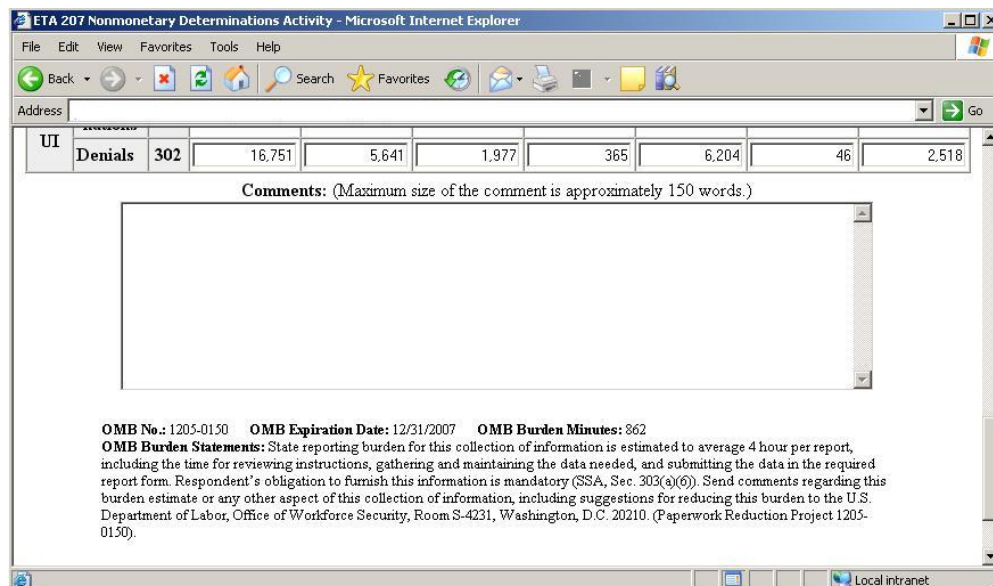 ETA 207 Nonmonetary Determinations Activity - Microsoft Internet Explorer
File Edit View Favorites Tools Help
Back Search Favorites
Address Go
UI
Denials 302 16,751 5,641 1,977 365 6,204 46 2,518
Comments: (Maximum size of the comment is approximately 150 words.)
OMB No.: 1205-0150 OMB Expiration Date: 12/31/2007 OMB Burden Minutes: 862
OMB Burden Statements: State reporting burden for this collection of information is estimated to average 4 hour per report,
including the time for reviewing instructions, gathering and maintaining the data needed, and submitting the data in the required
report form. Respondent's obligation to furnish this information is mandatory (SSA, Sec. 303(a)(6)). Send comments regarding this
burden estimate or any other aspect of this collection of information, including suggestions for reducing this burden to the U.S.
Department of Labor, Office of Workforce Security, Room S-4231, Washington, D.C. 20210. (Paperwork Reduction Project 1205-
0150).
Local intranet